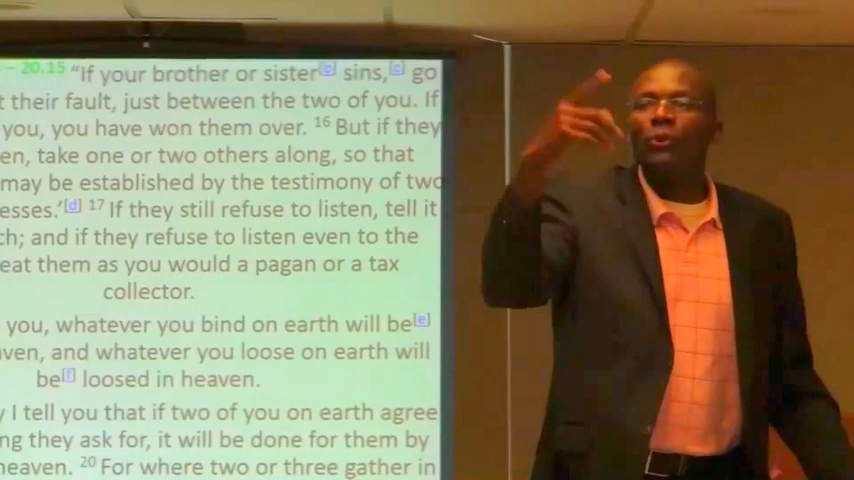 – 20.15 “If your brother or sister[b] sins,[c] go
t their fault, just between the two of you. If
you, you have won them over. 16 But if they
en, take one or two others along, so that
may be established by the testimony of two
esses.’[d] 17 If they still refuse to listen, tell it
ch; and if they refuse to listen even to the
eat them as you would a pagan or a tax
collector.
you, whatever you bind on earth will be[e]
ven, and whatever you loose on earth will
be[f] loosed in heaven.
y I tell you that if two of you on earth agree
ng they ask for, it will be done for them by
heaven. 20 For where two or three gather in